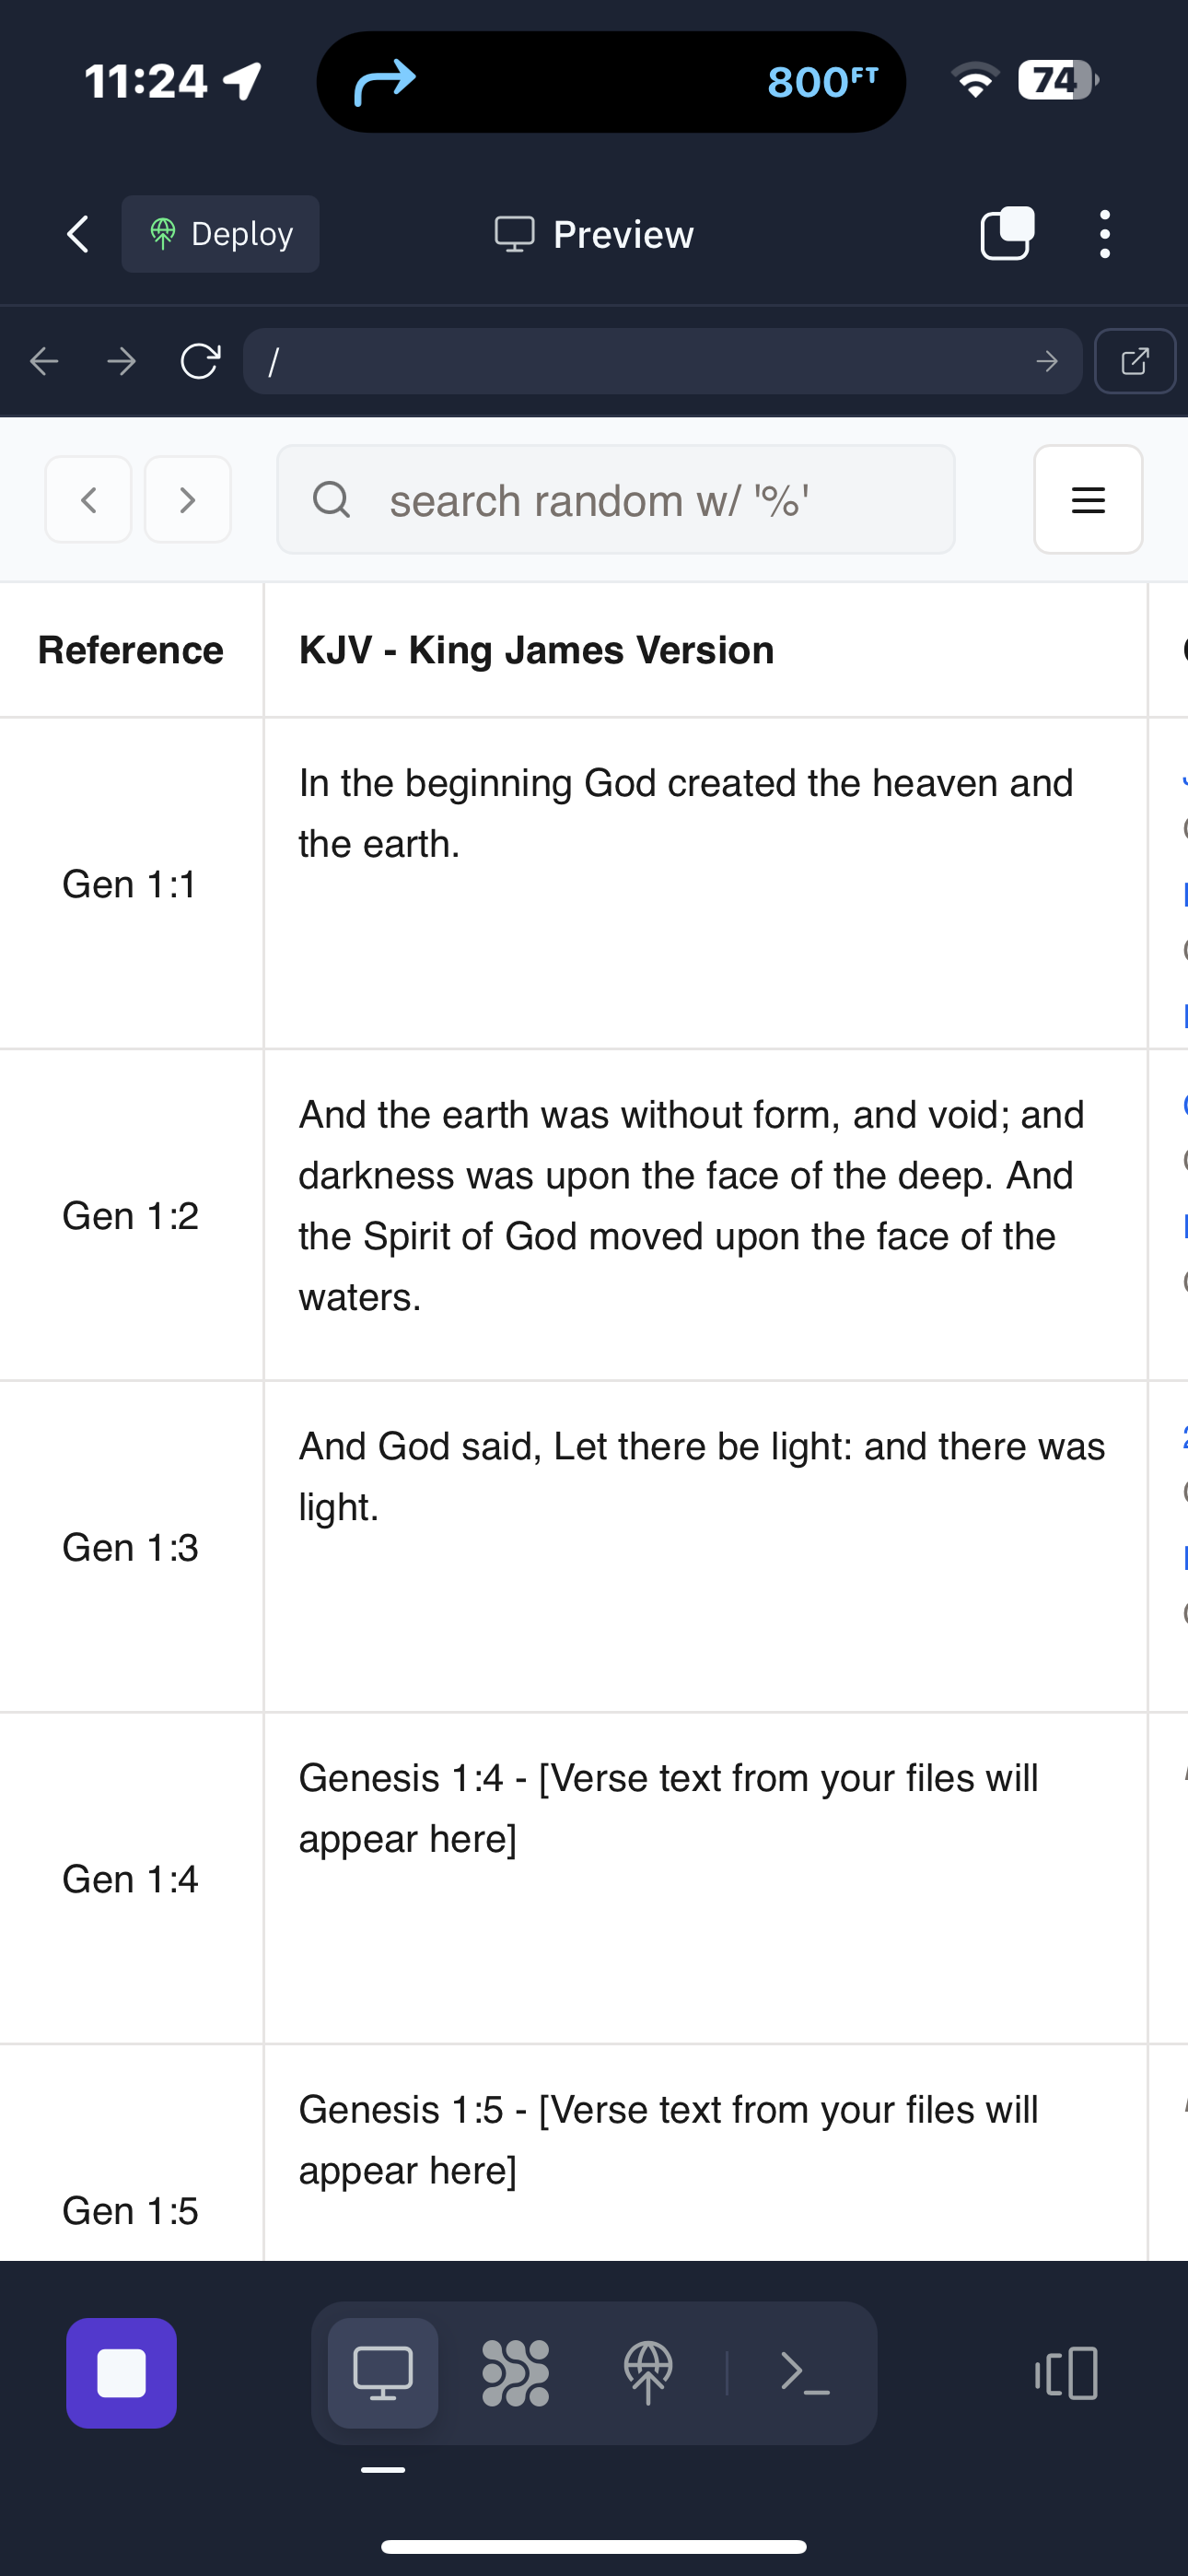 11:24
800FT
74
Deploy
Preview
/
search random w/ '%'
Reference
KJV - King James Version
Gen 1:1
In the beginning God created the heaven and
the earth.
Gen 1:2
And the earth was without form, and void; and
darkness was upon the face of the deep. And
the Spirit of God moved upon the face of the
waters.
Gen 1:3
And God said, Let there be light: and there was
light.
Gen 1:4
Genesis 1:4 - [Verse text from your files will
appear here]
Gen 1:5
Genesis 1:5 - [Verse text from your files will
appear here]